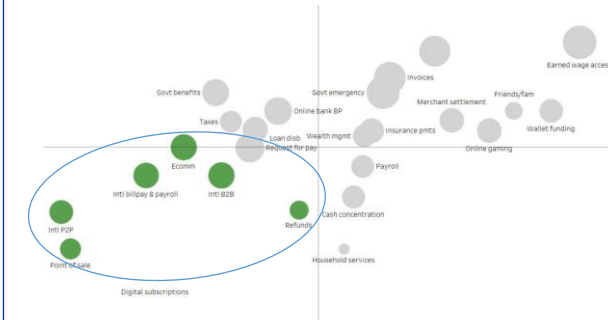 Earned wage acces
Invoices
Govt benefits
Govt emergency
Friends/fam
Merchant settlement
Online bank BP
Taxes
Wallet funding
Insurance pmts
Wealth mgmt
Loan disb
Online gaming
Request for pay
Ecomm
Payroll
Intl billpay & payroll
Intl B2B
Cash concentration
Refunds
Intl P2P
Household services
Point of sale
Digital subscriptions